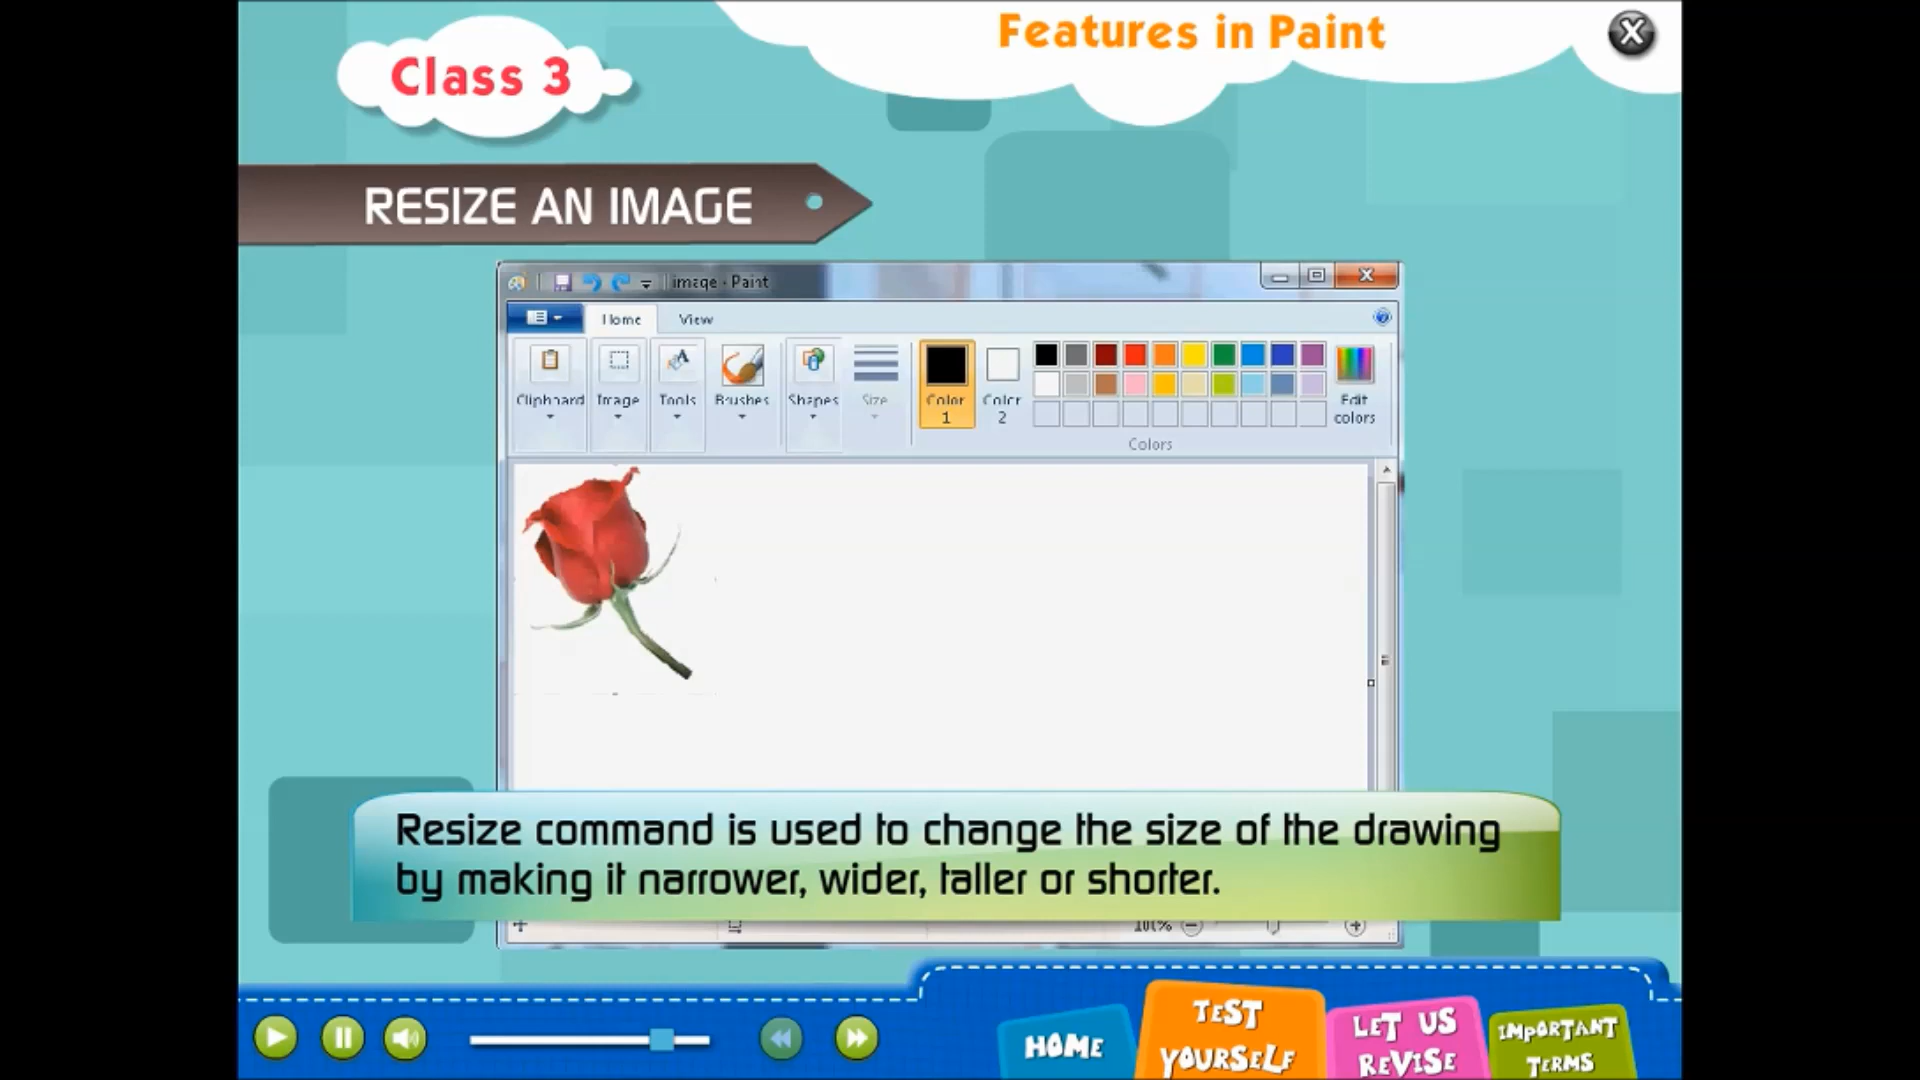 Features in Paint
X
Class 3
RESIZE AN IMAGE
image - Paint
Home View
Clipboard Image Tools Brushes Shapes Size Color 1 Color 2 Edit colors
Colors
Resize command is used to change the size of the drawing
by making it narrower, wider, taller or shorter.
100%
HOME
TEST
YOURSELF
LET US
REVISE
IMPORTANT
TERMS